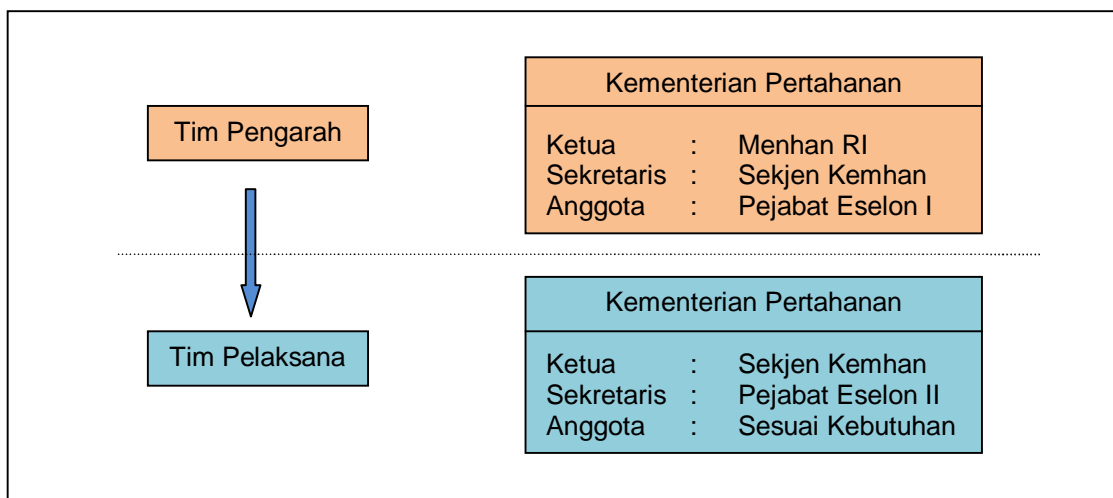 Tim Pengarah
Kementerian Pertahanan
Ketua : Menhan RI
Sekretaris : Sekjen Kemhan
Anggota : Pejabat Eselon I
Tim Pelaksana
Kementerian Pertahanan
Ketua : Sekjen Kemhan
Sekretaris : Pejabat Eselon II
Anggota : Sesuai Kebutuhan